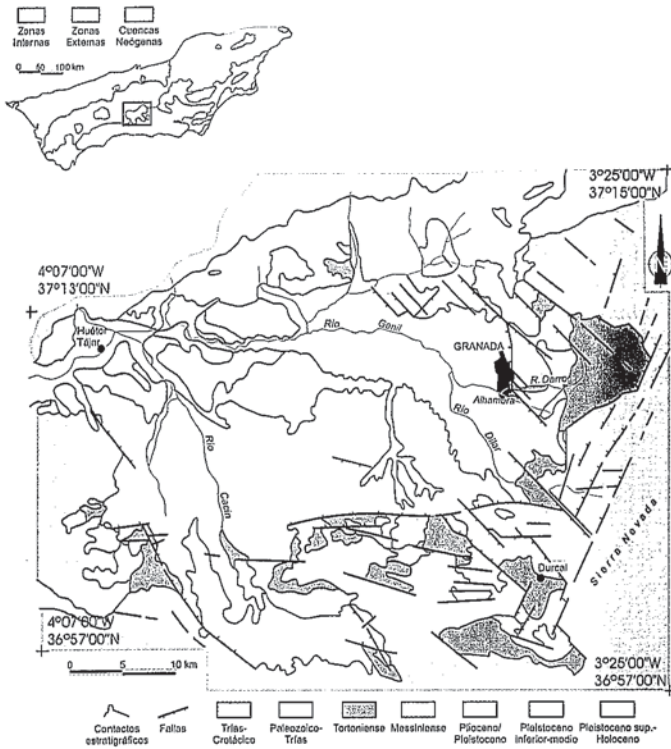 Zonas Internas
Zonas Externas
Cuencas Neógenas
0 50 100 km
3°25'00"W
37°15'00"N
4°07'00"W
37°13'00"N
N
Huétor
Tájar
Río Genil
GRANADA
R. Darro
Alhambra
Río Dílar
Río Cacín
Sierra Nevada
Durcal
4°07'00"W
36°57'00"N
3°25'00"W
36°57'00"N
0 5 10 km
Contactos estratigráficos
Fallas
Trías-Cretácico
Paleozoico-Trías
Tortoniense
Messiniense
Plioceno/Pleistoceno
Pleistoceno inferior-medio
Pleistoceno sup.-Holoceno